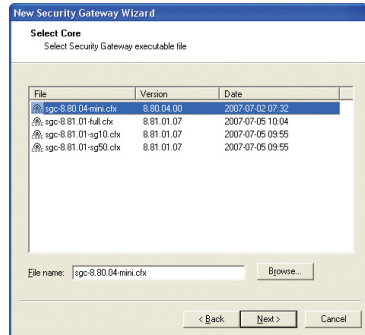 New Security Gateway Wizard
Select Core
Select Security Gateway executable file
File Version Date
sgc-8.80.04-mini.cfx 8.80.04.00 2007-07-02 07:32
sgc-8.81.01-full.cfx 8.81.01.07 2007-07-05 10:04
sgc-8.81.01-sg10.cfx 8.81.01.07 2007-07-05 09:55
sgc-8.81.01-sg50.cfx 8.81.01.07 2007-07-05 09:55
File name: sgc-8.80.04-mini.cfx Browse...
< Back Next > Cancel